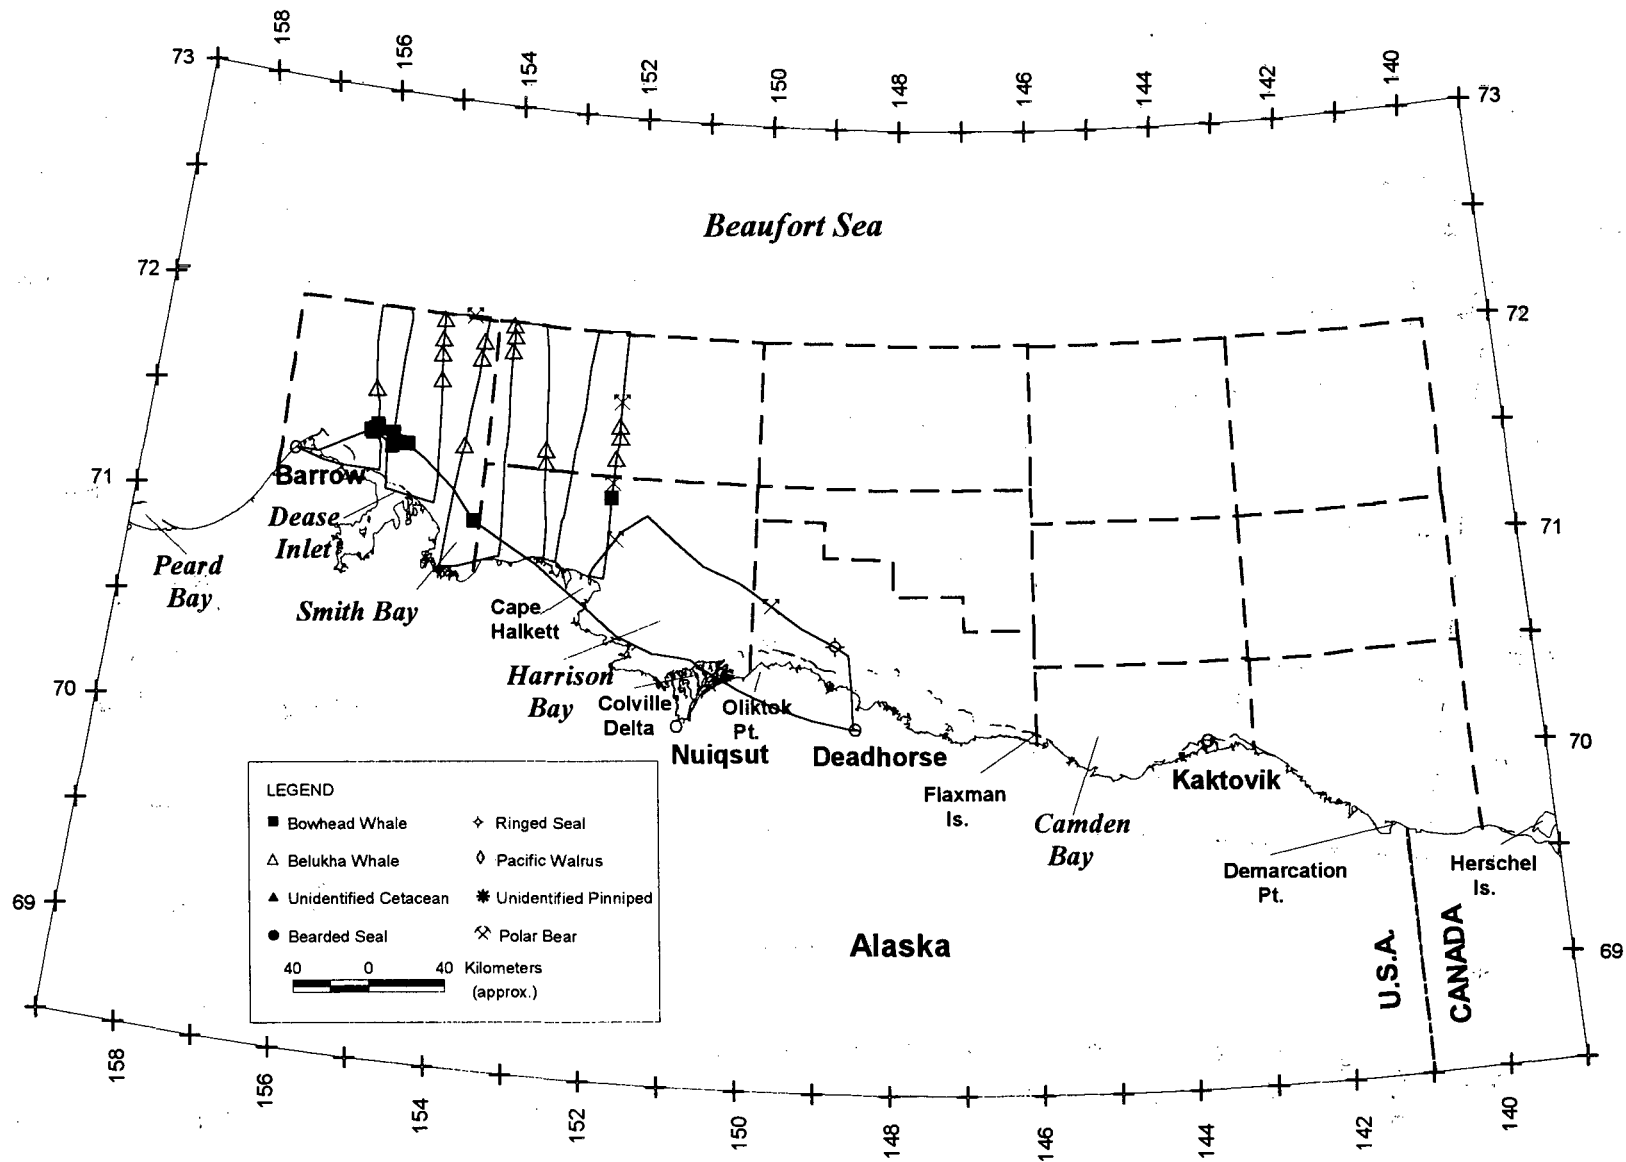 158
156
154
152
150
148
146
144
142
140
73
73
Beaufort Sea
72
72
71
71
Barrow
Dease
Inlet
Peard
Bay
Smith Bay
Cape
Halkett
Harrison
Bay
Colville
Delta
Oliktok
Pt.
70
70
Nuiqsut
Deadhorse
Kaktovik
Flaxman
Is.
Camden
Bay
Demarcation
Pt.
Herschel
Is.
LEGEND
Bowhead Whale
Ringed Seal
Belukha Whale
Pacific Walrus
Unidentified Cetacean
Unidentified Pinniped
Bearded Seal
Polar Bear
40 0 40 Kilometers
(approx.)
69
69
Alaska
U.S.A.
CANADA
158
156
154
152
150
148
146
144
142
140